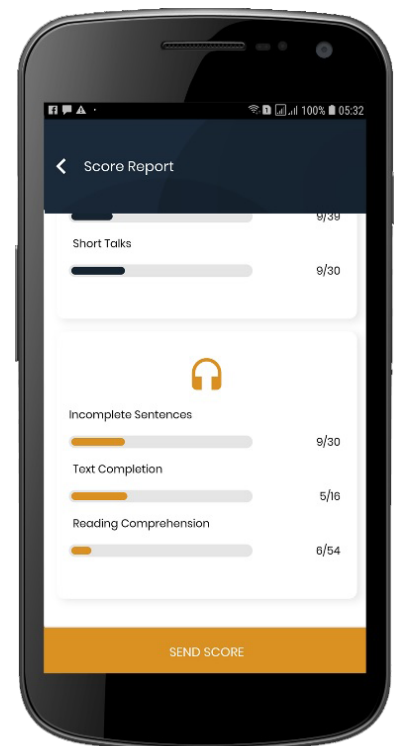 100% 05:32
Score Report
9/39
Short Talks
9/30
Incomplete Sentences
9/30
Text Completion
5/16
Reading Comprehension
6/54
SEND SCORE